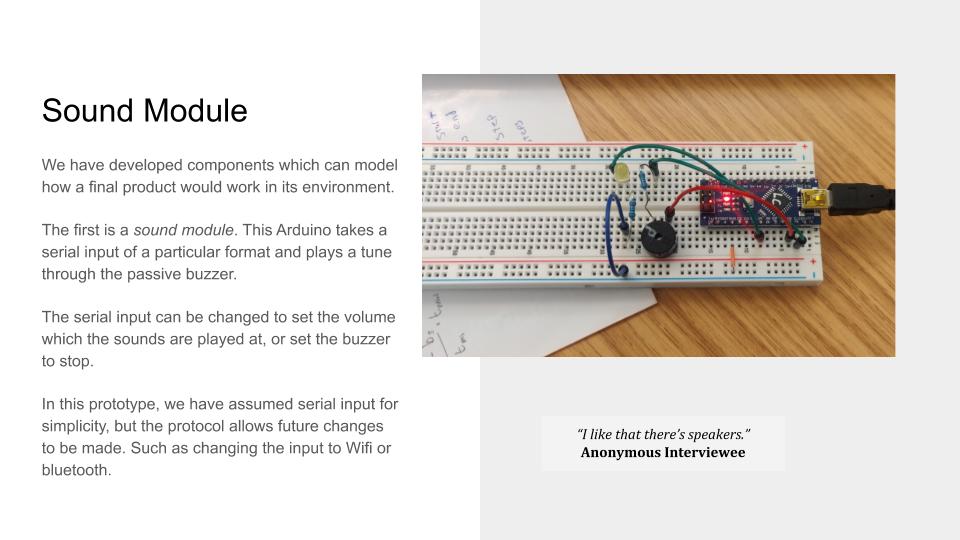 Sound Module
We have developed components which can model
how a final product would work in its environment.
The first is a sound module. This Arduino takes a
serial input of a particular format and plays a tune
through the passive buzzer.
The serial input can be changed to set the volume
which the sounds are played at, or set the buzzer
to stop.
In this prototype, we have assumed serial input for
simplicity, but the protocol allows future changes
to be made. Such as changing the input to Wifi or
bluetooth.
“I like that there’s speakers.”
Anonymous Interviewee